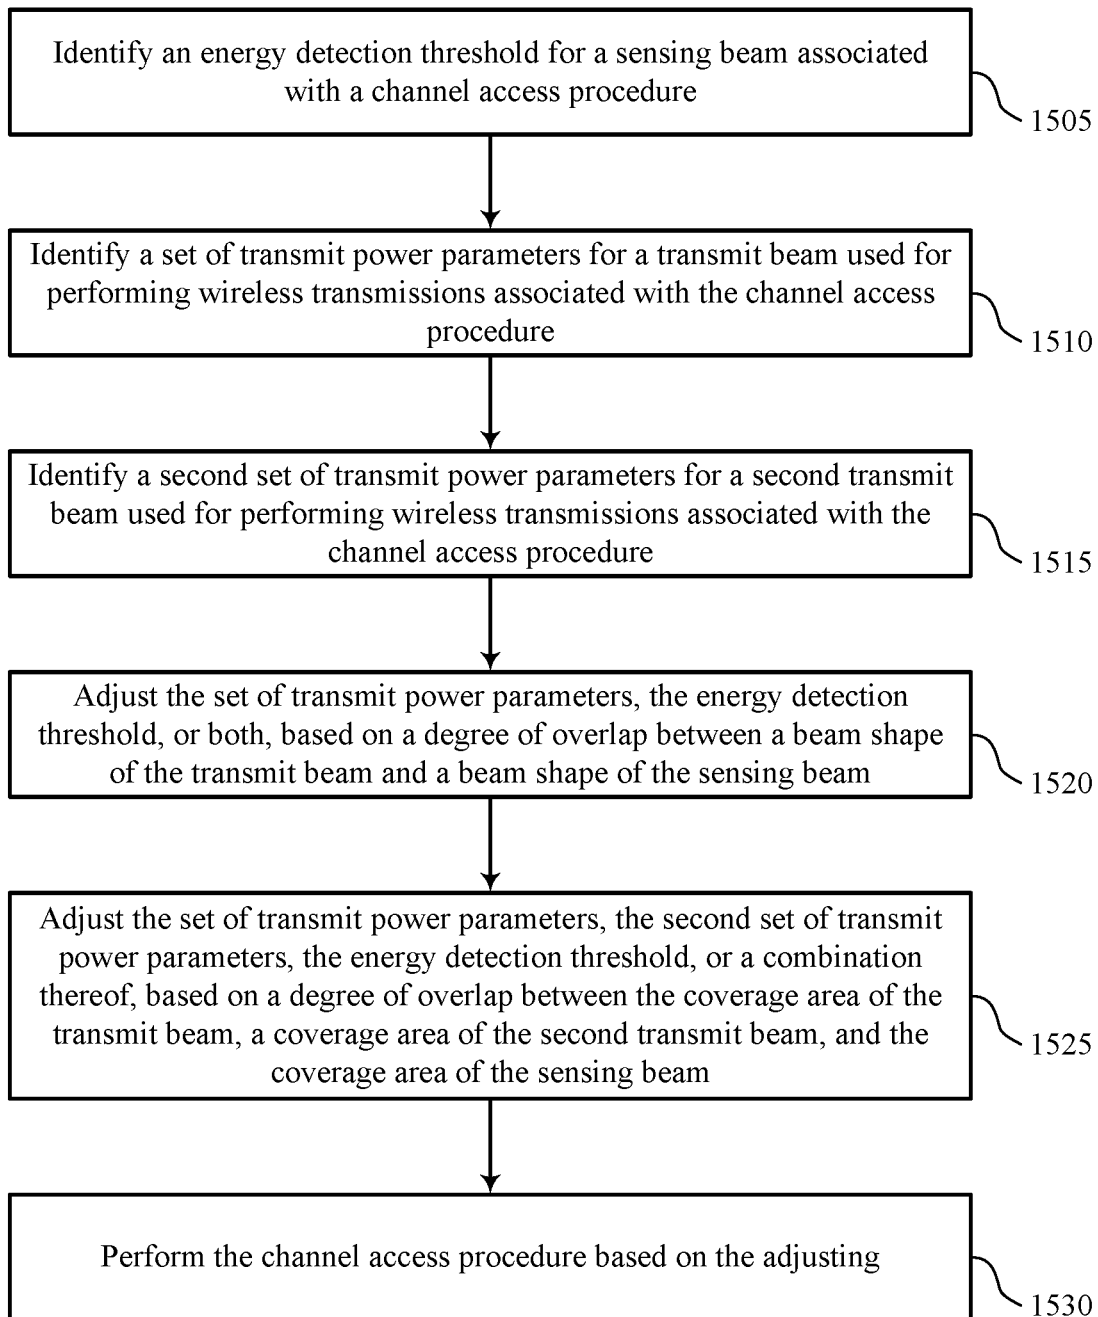 Identify an energy detection threshold for a sensing beam associated
with a channel access procedure
1505
Identify a set of transmit power parameters for a transmit beam used for
performing wireless transmissions associated with the channel access
procedure
1510
Identify a second set of transmit power parameters for a second transmit
beam used for performing wireless transmissions associated with the
channel access procedure
1515
Adjust the set of transmit power parameters, the energy detection
threshold, or both, based on a degree of overlap between a beam shape
of the transmit beam and a beam shape of the sensing beam
1520
Adjust the set of transmit power parameters, the second set of transmit
power parameters, the energy detection threshold, or a combination
thereof, based on a degree of overlap between the coverage area of the
transmit beam, a coverage area of the second transmit beam, and the
coverage area of the sensing beam
1525
Perform the channel access procedure based on the adjusting
1530